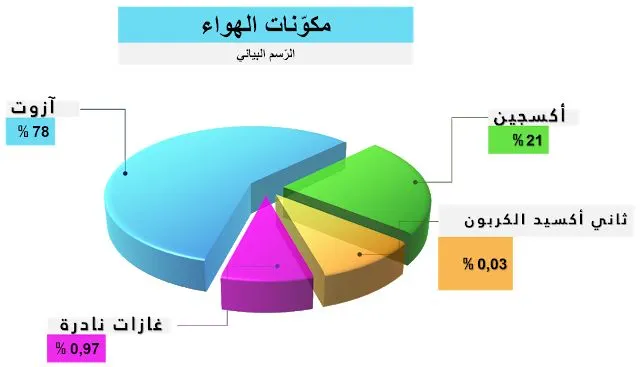 مكوّنات الهواء
الرّسم البياني
آزوت
% 78
أكسجين
% 21
ثاني أكسيد الكربون
% 0,03
غازات نادرة
% 0,97